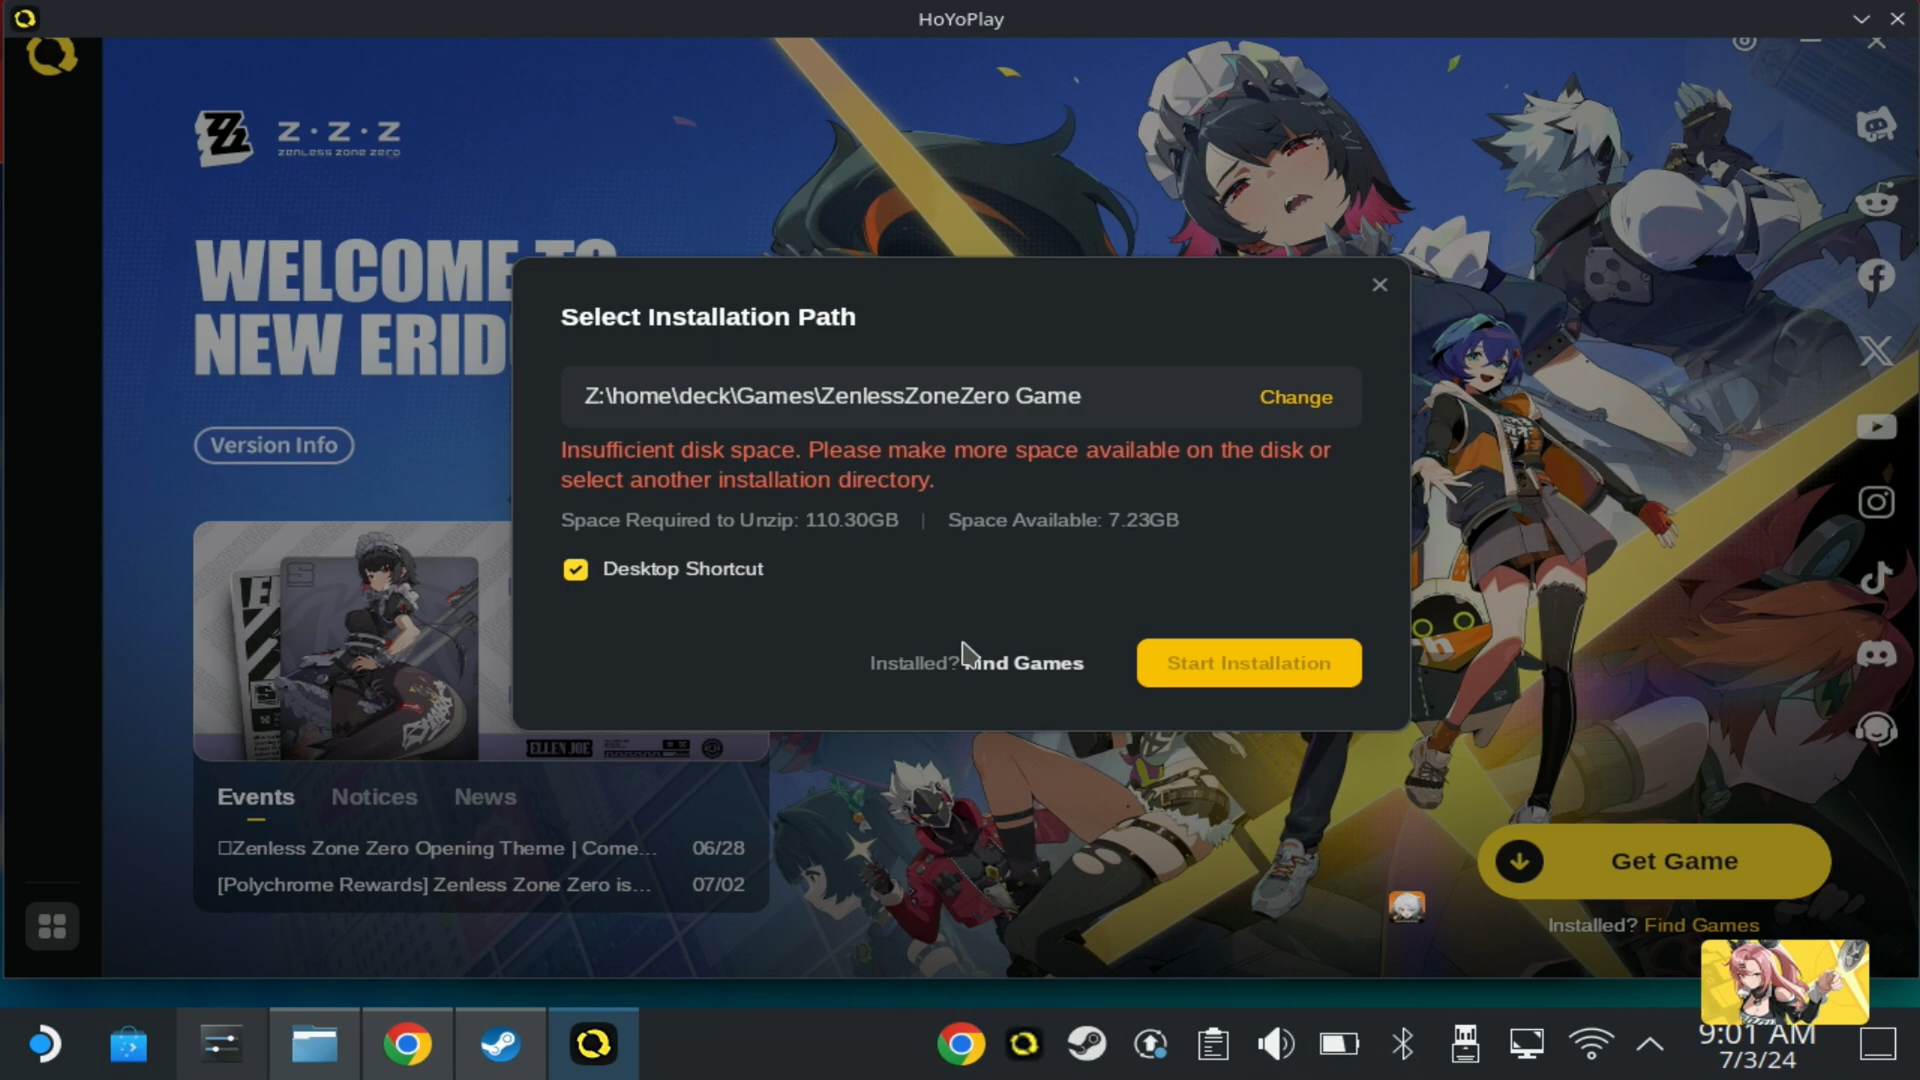 HoYoPlay
Z·Z·Z
ZENLESS ZONE ZERO
WELCOME TO
NEW ERID
Version Info
Select Installation Path
Z:\home\deck\Games\ZenlessZoneZero Game
Change
Insufficient disk space. Please make more space available on the disk or
select another installation directory.
Space Required to Unzip: 110.30GB | Space Available: 7.23GB
Desktop Shortcut
Installed? Find Games
Start Installation
ELLEN JOE
Events Notices News
□Zenless Zone Zero Opening Theme | Come... 06/28
[Polychrome Rewards] Zenless Zone Zero is... 07/02
Get Game
Installed? Find Games
9:01 AM
7/3/24